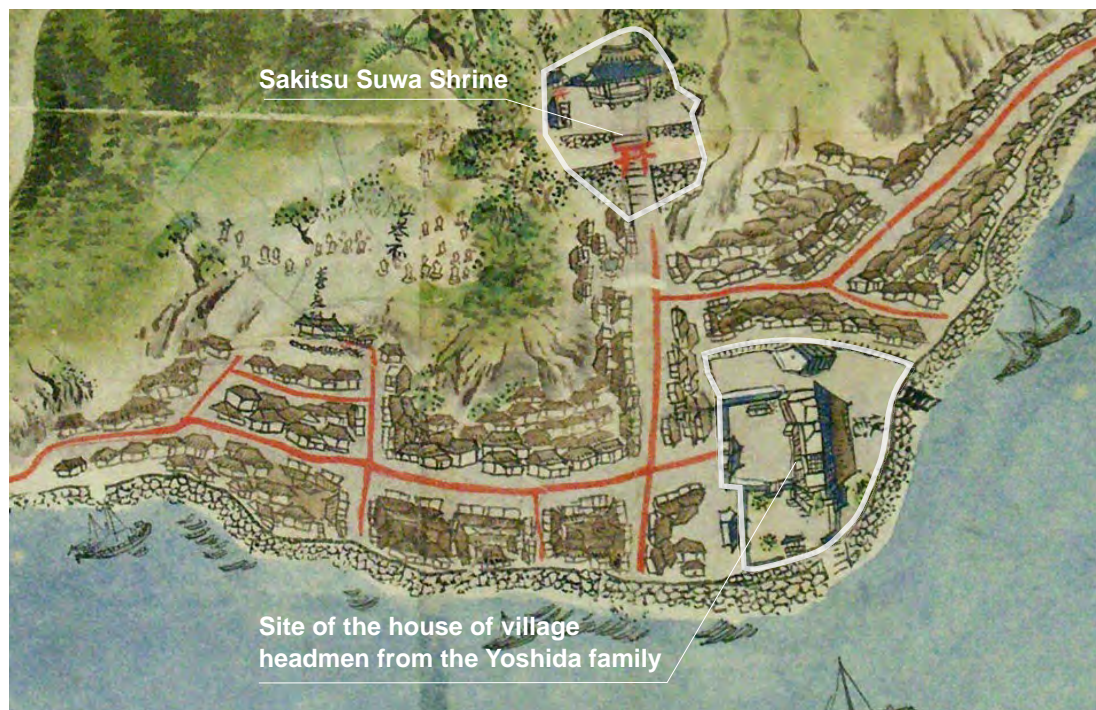 Sakitsu Suwa Shrine
Site of the house of village
headmen from the Yoshida family